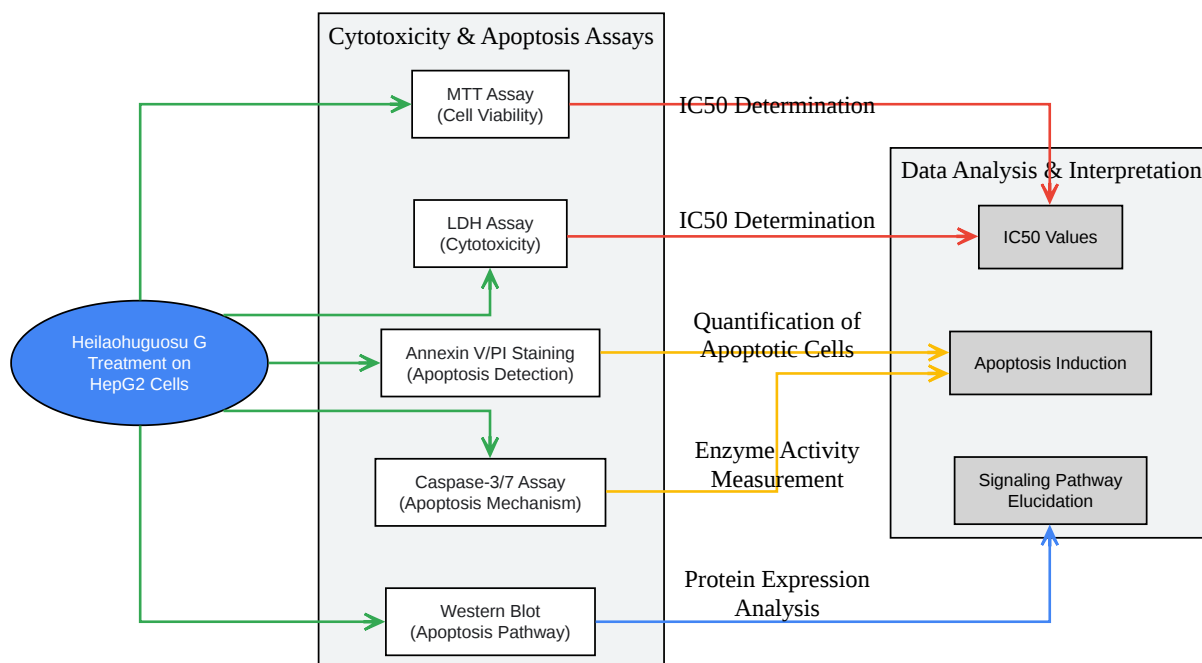 Cytotoxicity & Apoptosis Assays
MTT Assay
(Cell Viability)
IC50 Determination
Data Analysis & Interpretation
LDH Assay
(Cytotoxicity)
IC50 Determination
IC50 Values
Heilaohuguosu G
Treatment on
HepG2 Cells
Annexin V/PI Staining
(Apoptosis Detection)
Quantification of
Apoptotic Cells
Apoptosis Induction
Caspase-3/7 Assay
(Apoptosis Mechanism)
Enzyme Activity
Measurement
Signaling Pathway
Elucidation
Western Blot
(Apoptosis Pathway)
Protein Expression
Analysis